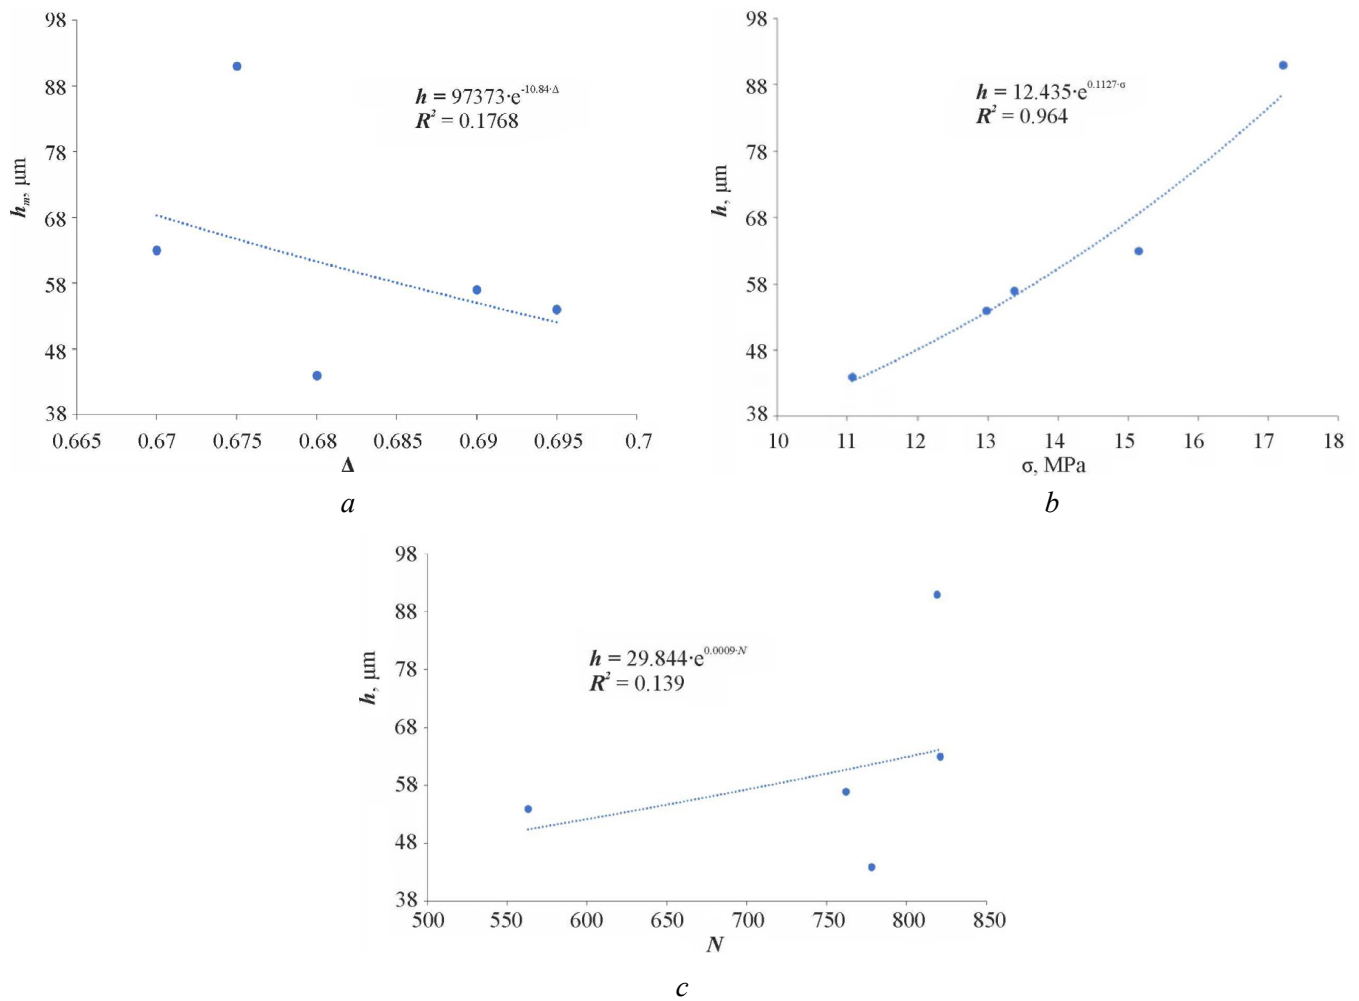 98
88
78
68
58
48
38
hₘ, μm
h = 97373·e^-10.84·Δ
R² = 0.1768
0.665 0.67 0.675 0.68 0.685 0.69 0.695 0.7
Δ
a
98
88
78
68
58
48
38
h, μm
h = 12.435·e^0.1127·σ
R² = 0.964
10 11 12 13 14 15 16 17 18
σ, MPa
b
98
88
78
68
58
48
38
h, μm
h = 29.844·e^0.0009·N
R² = 0.139
500 550 600 650 700 750 800 850
N
c